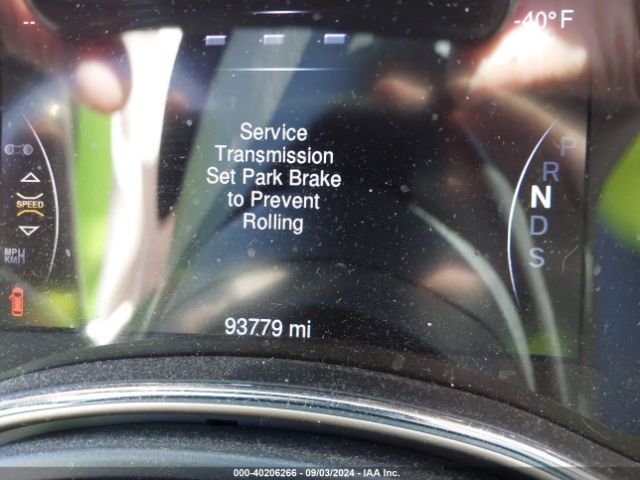 --
-40° F
Service
Transmission
Set Park Brake
to Prevent
Rolling
P
R
N
D
S
SPEED
MPH
KMH
93779 mi
000-40206266 - 09/03/2024 - IAA Inc.